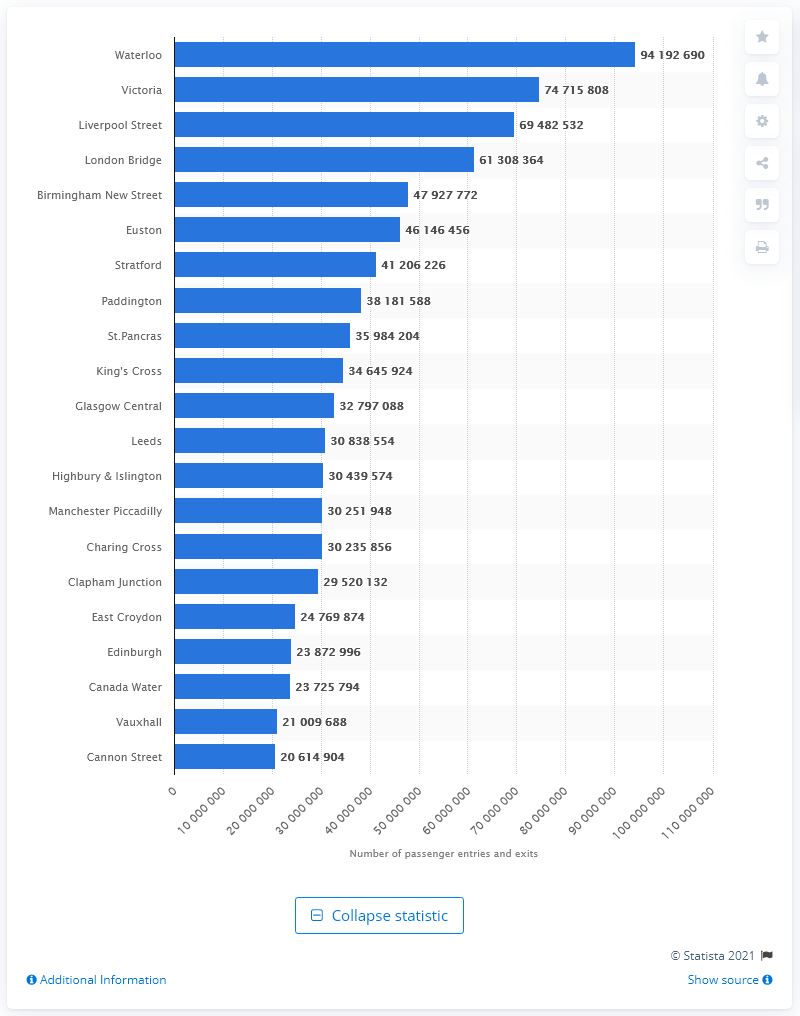 Waterloo 94 192 690
Victoria 74 715 808
Liverpool Street 69 482 532
London Bridge 61 308 364
Birmingham New Street 47 927 772
Euston 46 146 456
Stratford 41 206 226
Paddington 38 181 588
St.Pancras 35 984 204
King's Cross 34 645 924
Glasgow Central 32 797 088
Leeds 30 838 554
Highbury & Islington 30 439 574
Manchester Piccadilly 30 251 948
Charing Cross 30 235 856
Clapham Junction 29 520 132
East Croydon 24 769 874
Edinburgh 23 872 996
Canada Water 23 725 794
Vauxhall 21 009 688
Cannon Street 20 614 904
0 10 000 000 20 000 000 30 000 000 40 000 000 50 000 000 60 000 000 70 000 000 80 000 000 90 000 000 100 000 000 110 000 000
Number of passenger entries and exits
Collapse statistic
© Statista 2021
Additional Information Show source